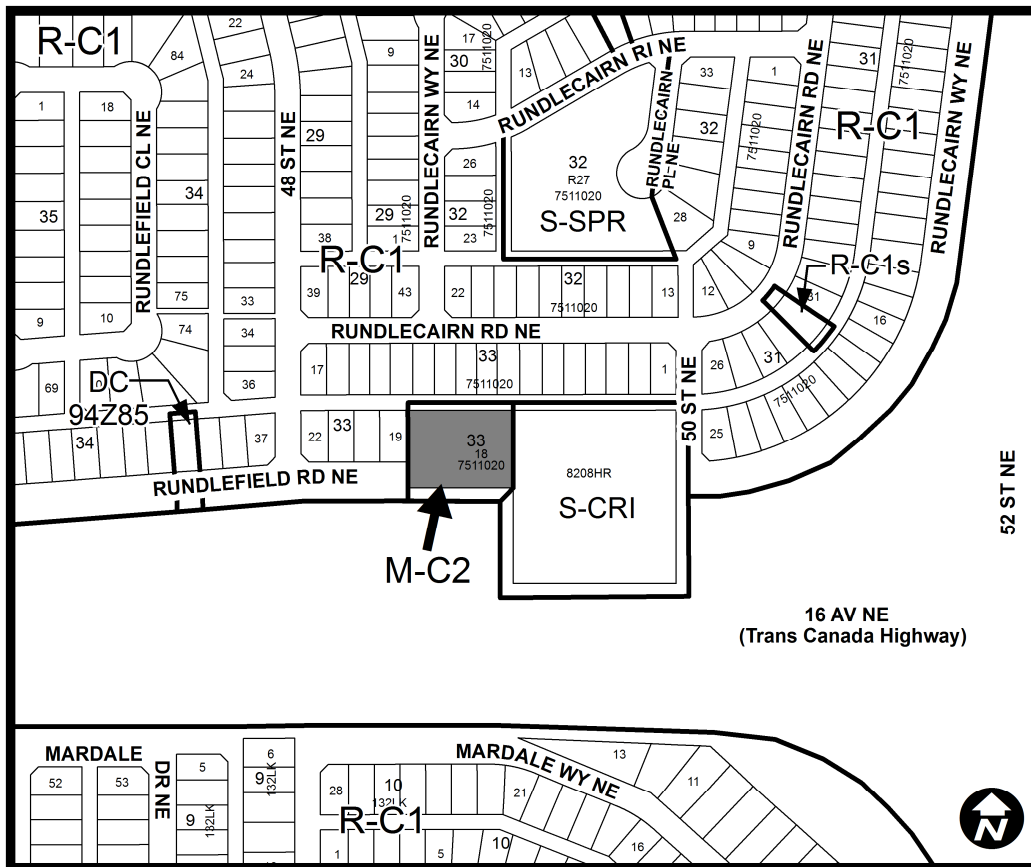 R-C1
22
84
24
1
18
RUNDLEFIELD CL NE
34
35
75
33
9
10
74
34
36
69
DC
94Z85
34
37
48 ST NE
29
38
9
29
7511020
RUNDLECAIRN WY NE
17
30
7511020
14
13
26
32
23
7511020
R-C1
39
29
43
22
32
7511020
13
RUNDLECAIRN RI NE
32
R27
7511020
S-SPR
RUNDLECAIRN
PL NE
33
32
28
1
7511020
9
12
RUNDLECAIRN RD NE
31
7511020
R-C1
RUNDLECAIRN WY NE
R-C1s
31
16
RUNDLECAIRN RD NE
17
33
7511020
1
26
31
7511020
25
50 ST NE
22
33
19
33
18
7511020
RUNDLEFIELD RD NE
8208HR
S-CRI
M-C2
52 ST NE
16 AV NE
(Trans Canada Highway)
MARDALE
DR NE
52
53
5
9
132LK
6
9
132LK
28
10
132LK
R-C1
1
5
10
MARDALE WY NE
21
16
13
11
N